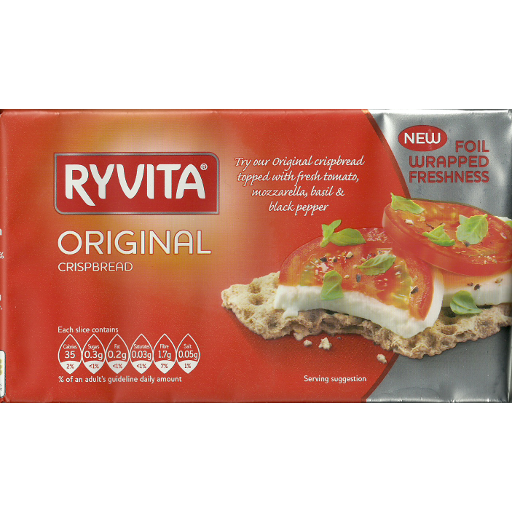 RYVITA®
ORIGINAL
CRISPBREAD
Try our Original crispbread
topped with fresh tomato,
mozzarella, basil &
black pepper
NEW
FOIL
WRAPPED
FRESHNESS
Each slice contains
Calorie Sugar Fat Saturates Fibre Salt
35 0.3g 0.2g 0.03g 1.7g 0.05g
2% <1% <1% <1% 7% 1%
% of an adult's guideline daily amount
Serving suggestion